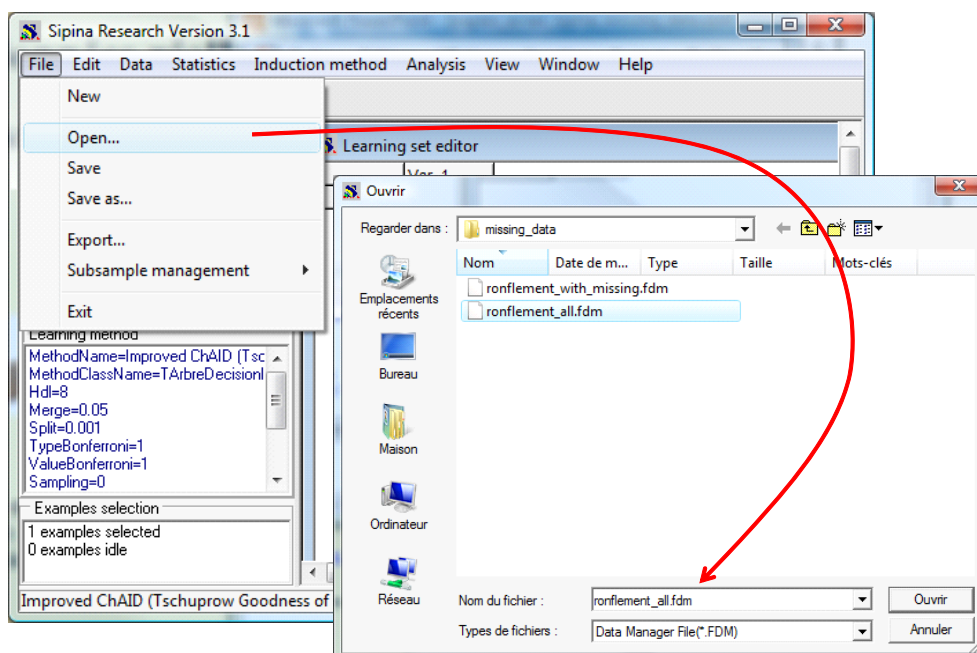 Sipina Research Version 3.1
File Edit Data Statistics Induction method Analysis View Window Help
New
Open...
Save
Save as...
Export...
Subsample management
Exit
Learning set editor
Learning method
MethodName=Improved ChAID (Tsc
MethodClassName=TArbreDecisionI
Hdl=8
Merge=0.05
Split=0.001
TypeBonferroni=1
ValueBonferroni=1
Sampling=0
Examples selection
1 examples selected
0 examples idle
Improved ChAID (Tschuprow Goodness of
Ouvrir
Regarder dans : missing_data
Nom Date de m... Type Taille Mots-clés
ronflement_with_missing.fdm
ronflement_all.fdm
Emplacements
récents
Bureau
Maison
Ordinateur
Réseau
Nom du fichier : ronflement_all.fdm Ouvrir
Types de fichiers : Data Manager File(*.FDM) Annuler